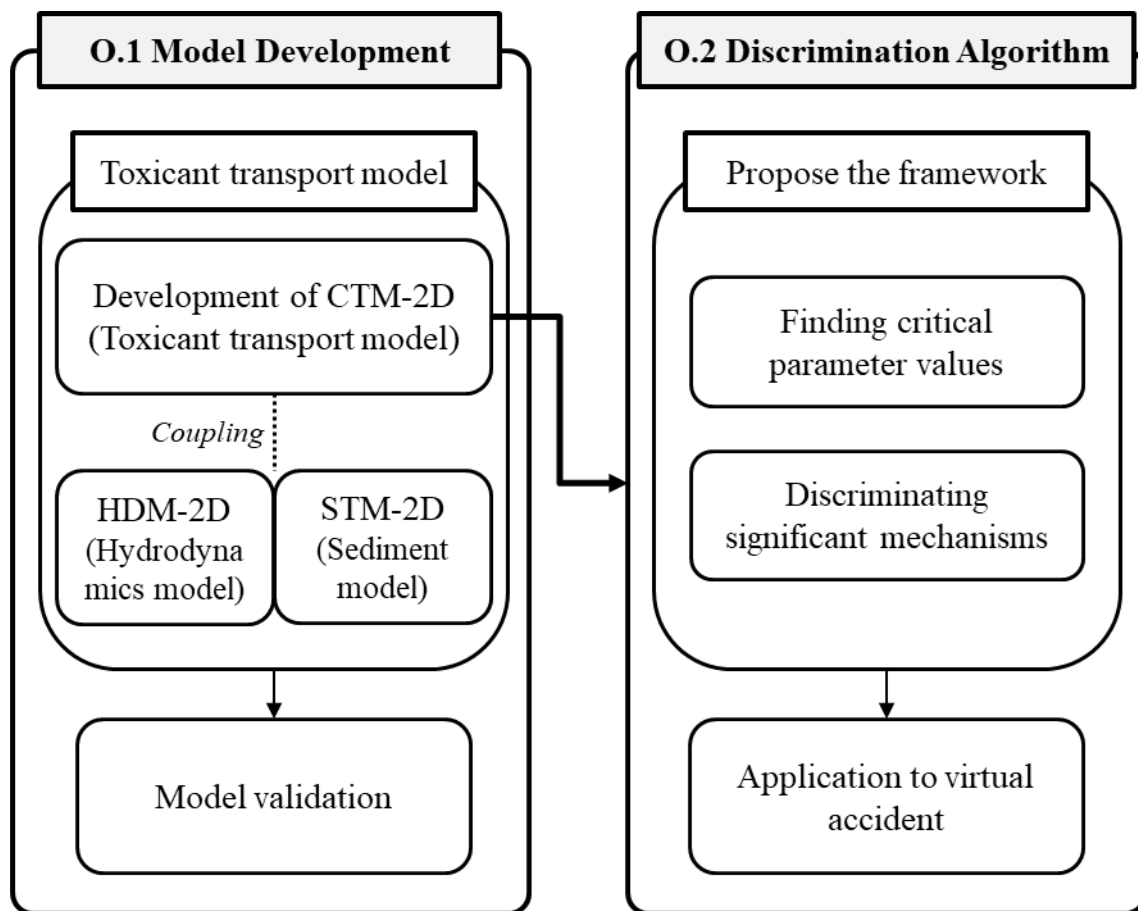 O.1 Model Development
Toxicant transport model
Development of CTM-2D
(Toxicant transport model)
Coupling
HDM-2D
(Hydrodyna
mics model)
STM-2D
(Sediment
model)
Model validation
O.2 Discrimination Algorithm
Propose the framework
Finding critical
parameter values
Discriminating
significant mechanisms
Application to virtual
accident